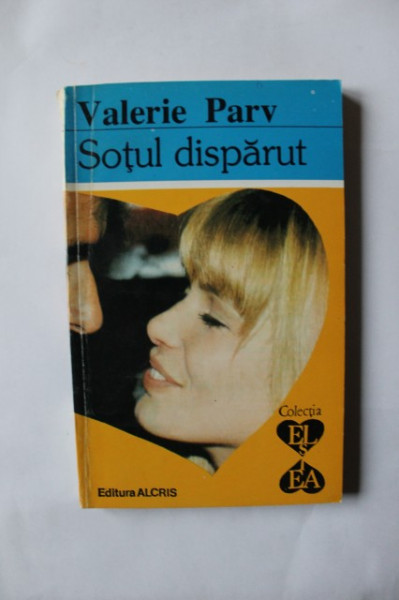 Valerie Parv
Soțul dispărut
Colecția
EL
ȘI
EA
Editura ALCRIS